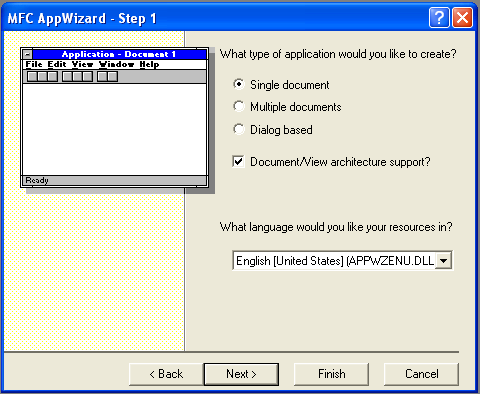 MFC AppWizard - Step 1
Application - Document 1
File Edit View Window Help
Ready
What type of application would you like to create?
Single document
Multiple documents
Dialog based
Document/View architecture support?
What language would you like your resources in?
English [United States] (APPWZENU.DLL
< Back
Next >
Finish
Cancel